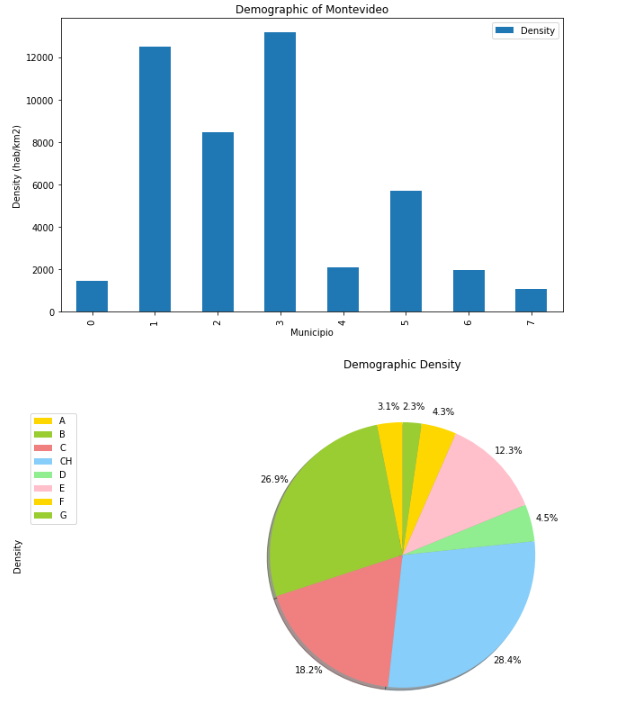 Demographic of Montevideo
Density
12000
10000
8000
6000
4000
2000
0
Density (hab/km2)
0 1 2 3 4 5 6 7
Municipio
Demographic Density
A
B
C
CH
D
E
F
G
Density
3.1% 2.3%
4.3%
12.3%
26.9%
4.5%
28.4%
18.2%